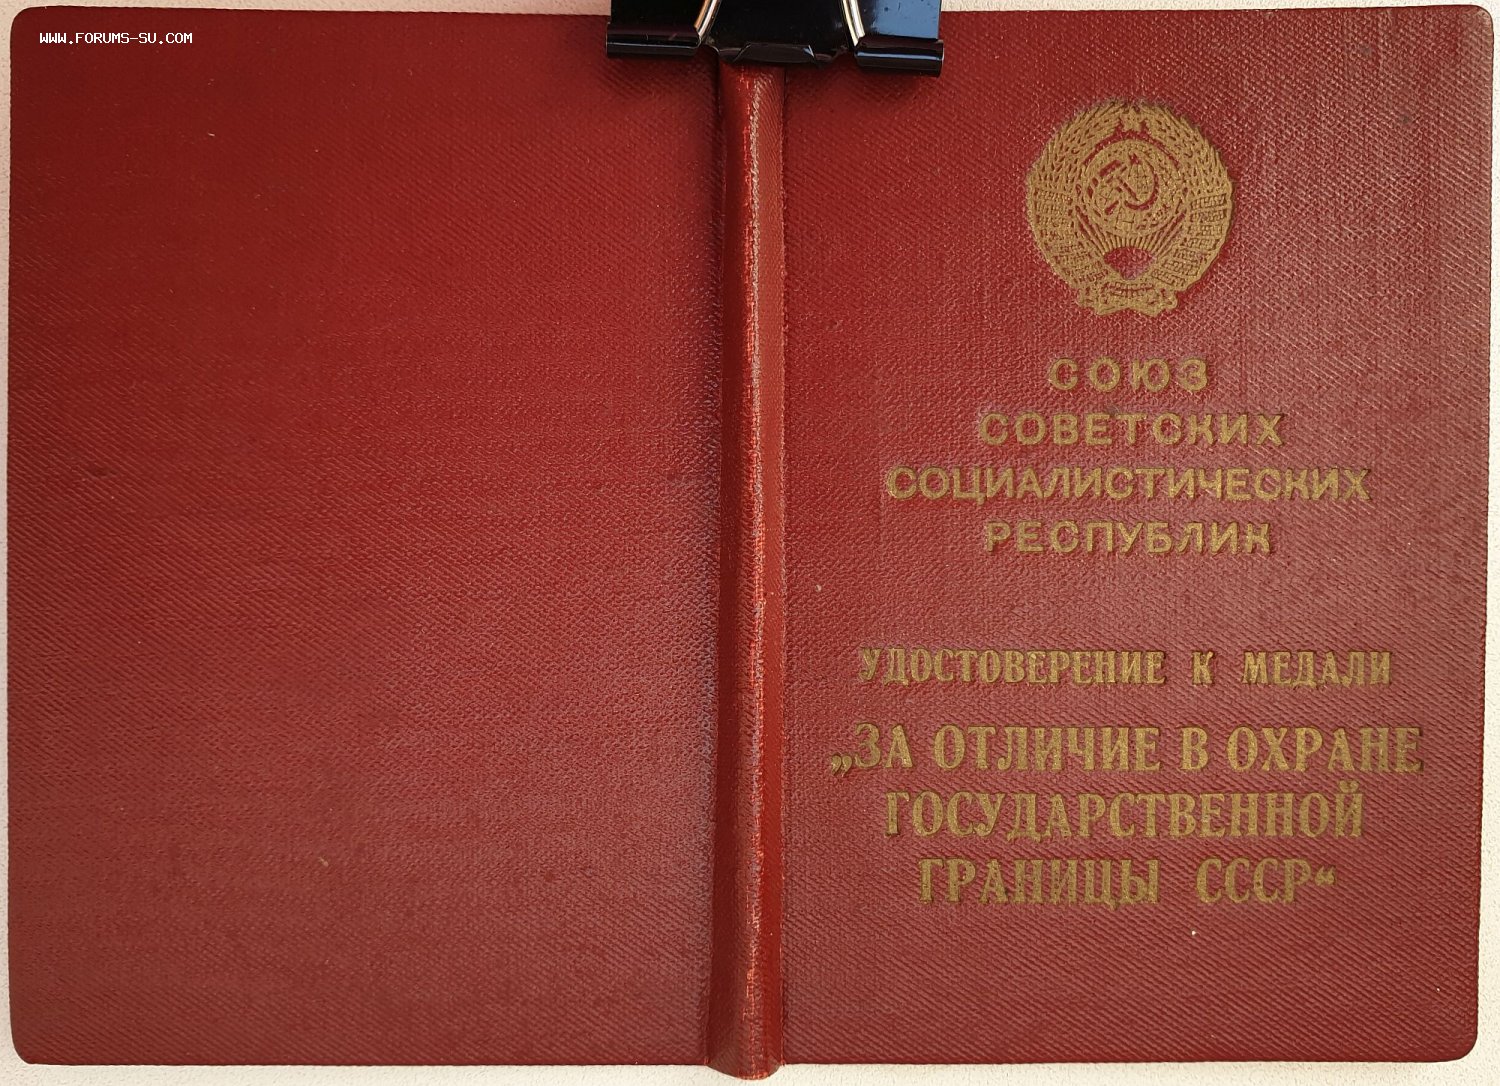 WWW.FORUMS-SU.COM
СОЮЗ
СОВЕТСКИХ
СОЦИАЛИСТИЧЕСКИХ
РЕСПУБЛИК
УДОСТОВЕРЕНИЕ К МЕДАЛИ
„ЗА ОТЛИЧИЕ В ОХРАНЕ
ГОСУДАРСТВЕННОЙ
ГРАНИЦЫ СССР“